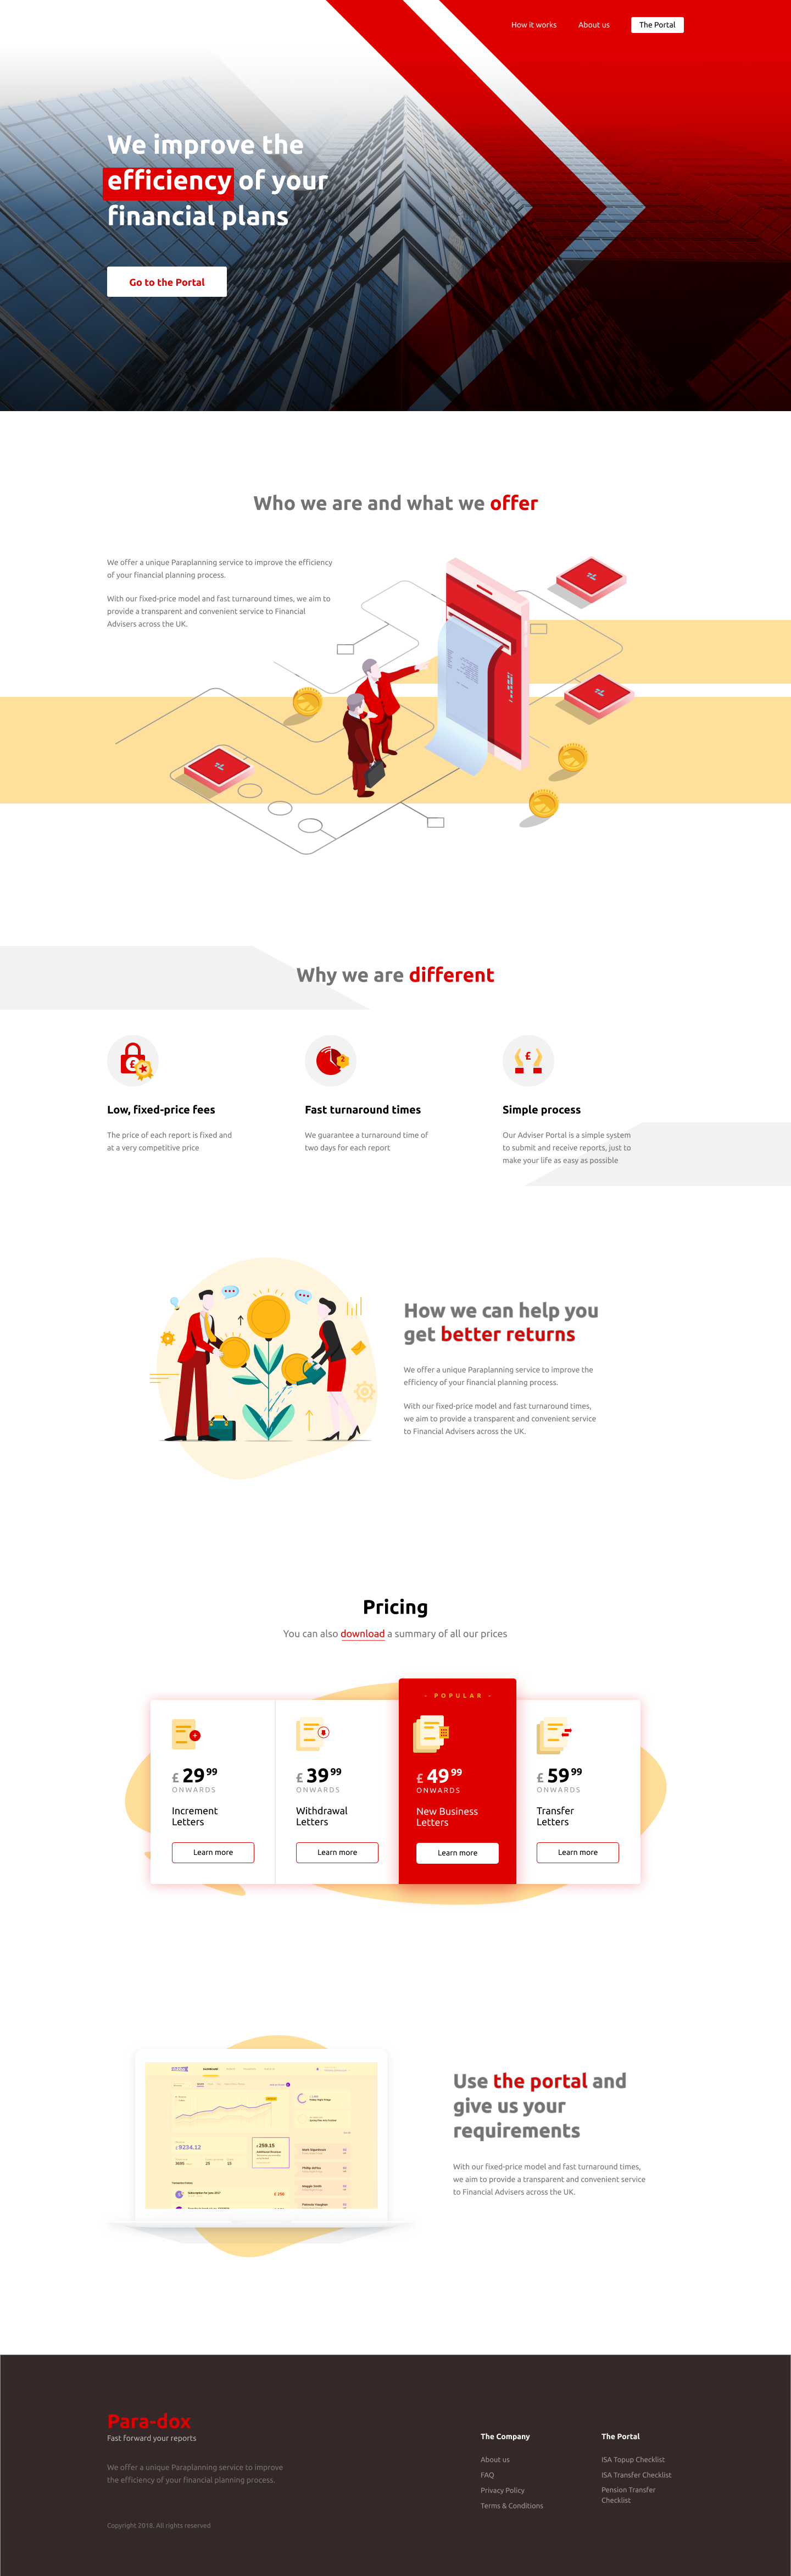 How it works
About us
The Portal
We improve the
efficiency of your
financial plans
Go to the Portal
Who we are and what we offer
We offer a unique Paraplanning service to improve the efficiency
of your financial planning process.
With our fixed-price model and fast turnaround times, we aim to
provide a transparent and convenient service to Financial
Advisers across the UK.
Why we are different
Low, fixed-price fees
The price of each report is fixed and
at a very competitive price
Fast turnaround times
We guarantee a turnaround time of
two days for each report
Simple process
Our Adviser Portal is a simple system
to submit and receive reports, just to
make your life as easy as possible
How we can help you
get better returns
We offer a unique Paraplanning service to improve the
efficiency of your financial planning process.
With our fixed-price model and fast turnaround times,
we aim to provide a transparent and convenient service
to Financial Advisers across the UK.
Pricing
You can also download a summary of all our prices
£ 29 99
ONWARDS
Increment
Letters
Learn more
£ 39 99
ONWARDS
Withdrawal
Letters
Learn more
- POPULAR -
£ 49 99
ONWARDS
New Business
Letters
Learn more
£ 59 99
ONWARDS
Transfer
Letters
Learn more
9234.12
£ 259.15
Use the portal and
give us your
requirements
With our fixed-price model and fast turnaround times,
we aim to provide a transparent and convenient service
to Financial Advisers across the UK.
Para-dox
Fast forward your reports
We offer a unique Paraplanning service to improve
the efficiency of your financial planning process.
Copyright 2018. All rights reserved
The Company
About us
FAQ
Privacy Policy
Terms & Conditions
The Portal
ISA Topup Checklist
ISA Transfer Checklist
Pension Transfer
Checklist